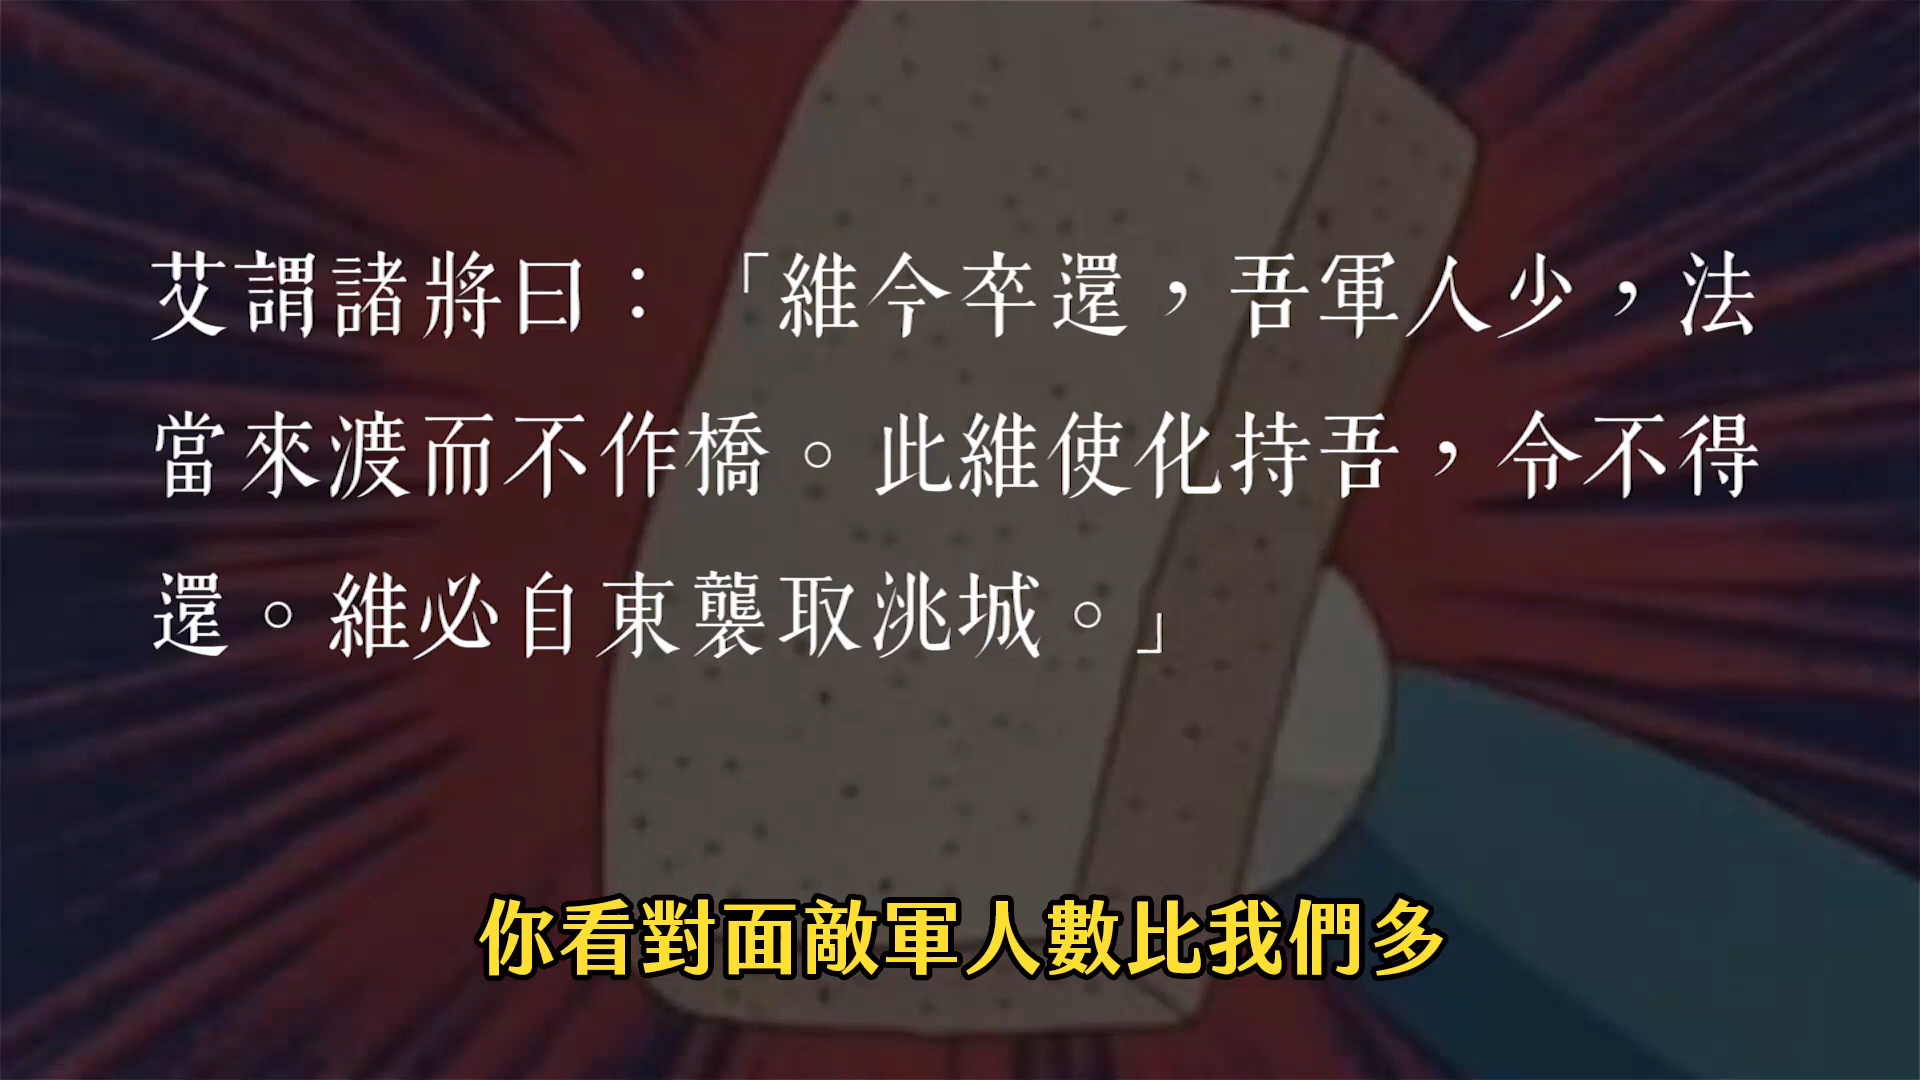 艾謂諸將曰：「維今卒還，吾軍人少，法
當來渡而不作橋。此維使化持吾，令不得
還。維必自東襲取洮城。」
你看對面敵軍人數比我們多